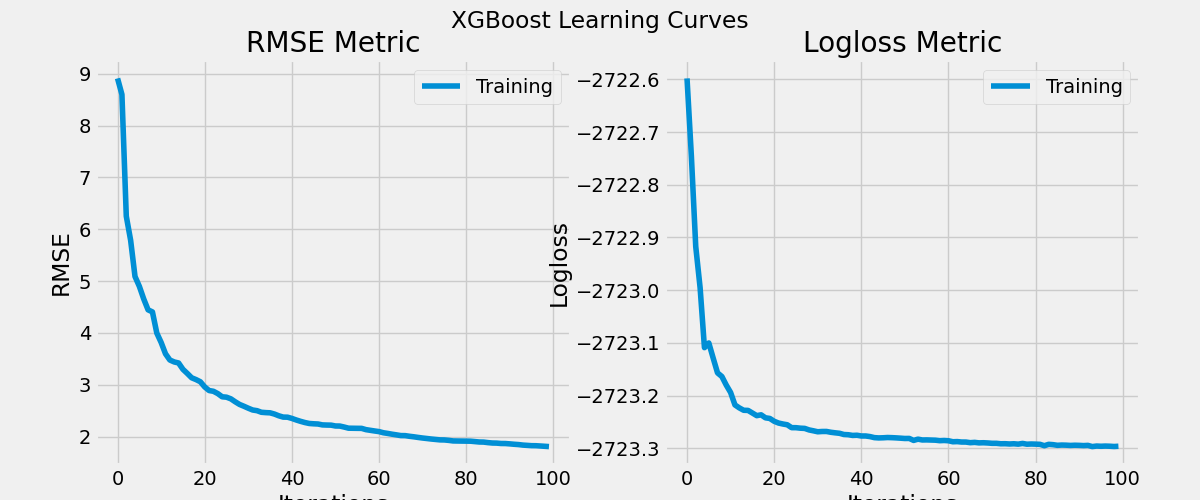 XGBoost Learning Curves
RMSE Metric
Training
9
8
7
6
5
4
3
2
RMSE
0 20 40 60 80 100
Iterations
Logloss Metric
Training
−2722.6
−2722.7
−2722.8
−2722.9
−2723.0
−2723.1
−2723.2
−2723.3
Logloss
0 20 40 60 80 100
Iterations